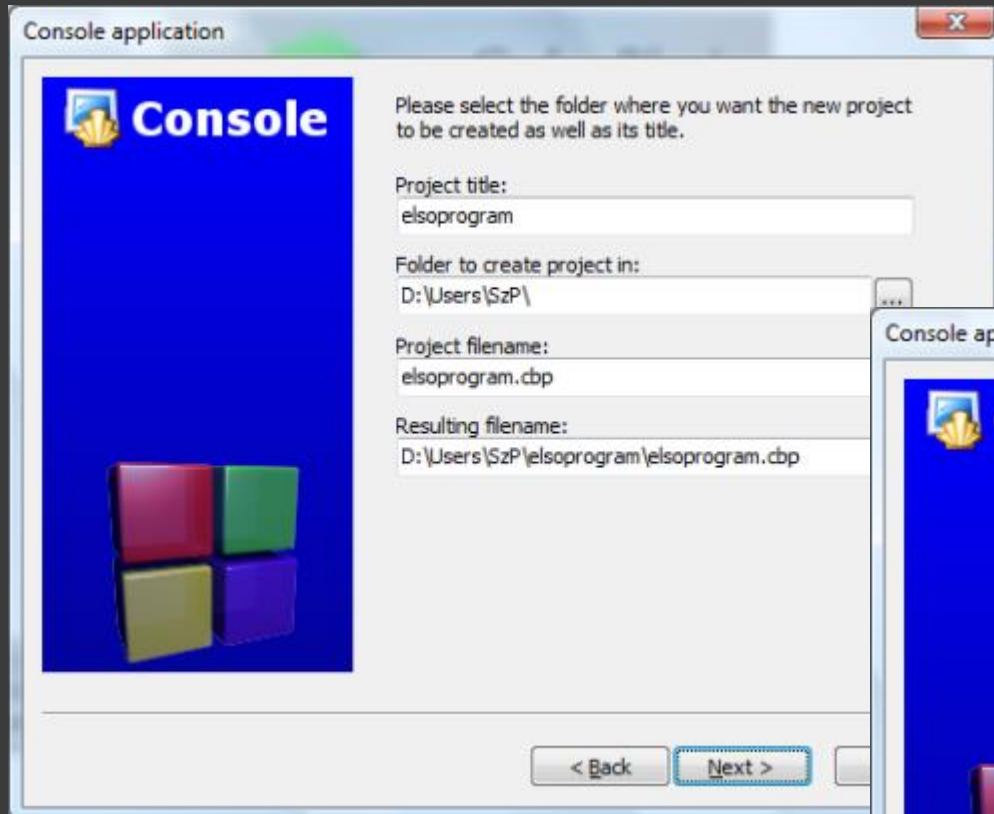 Console application
Console
Please select the folder where you want the new project
to be created as well as its title.
Project title:
elsoprogram
Folder to create project in:
D:\Users\SzP\
...
Project filename:
elsoprogram.cbp
Resulting filename:
D:\Users\SzP\elsoprogram\elsoprogram.cbp
< Back
Next >
Console ap